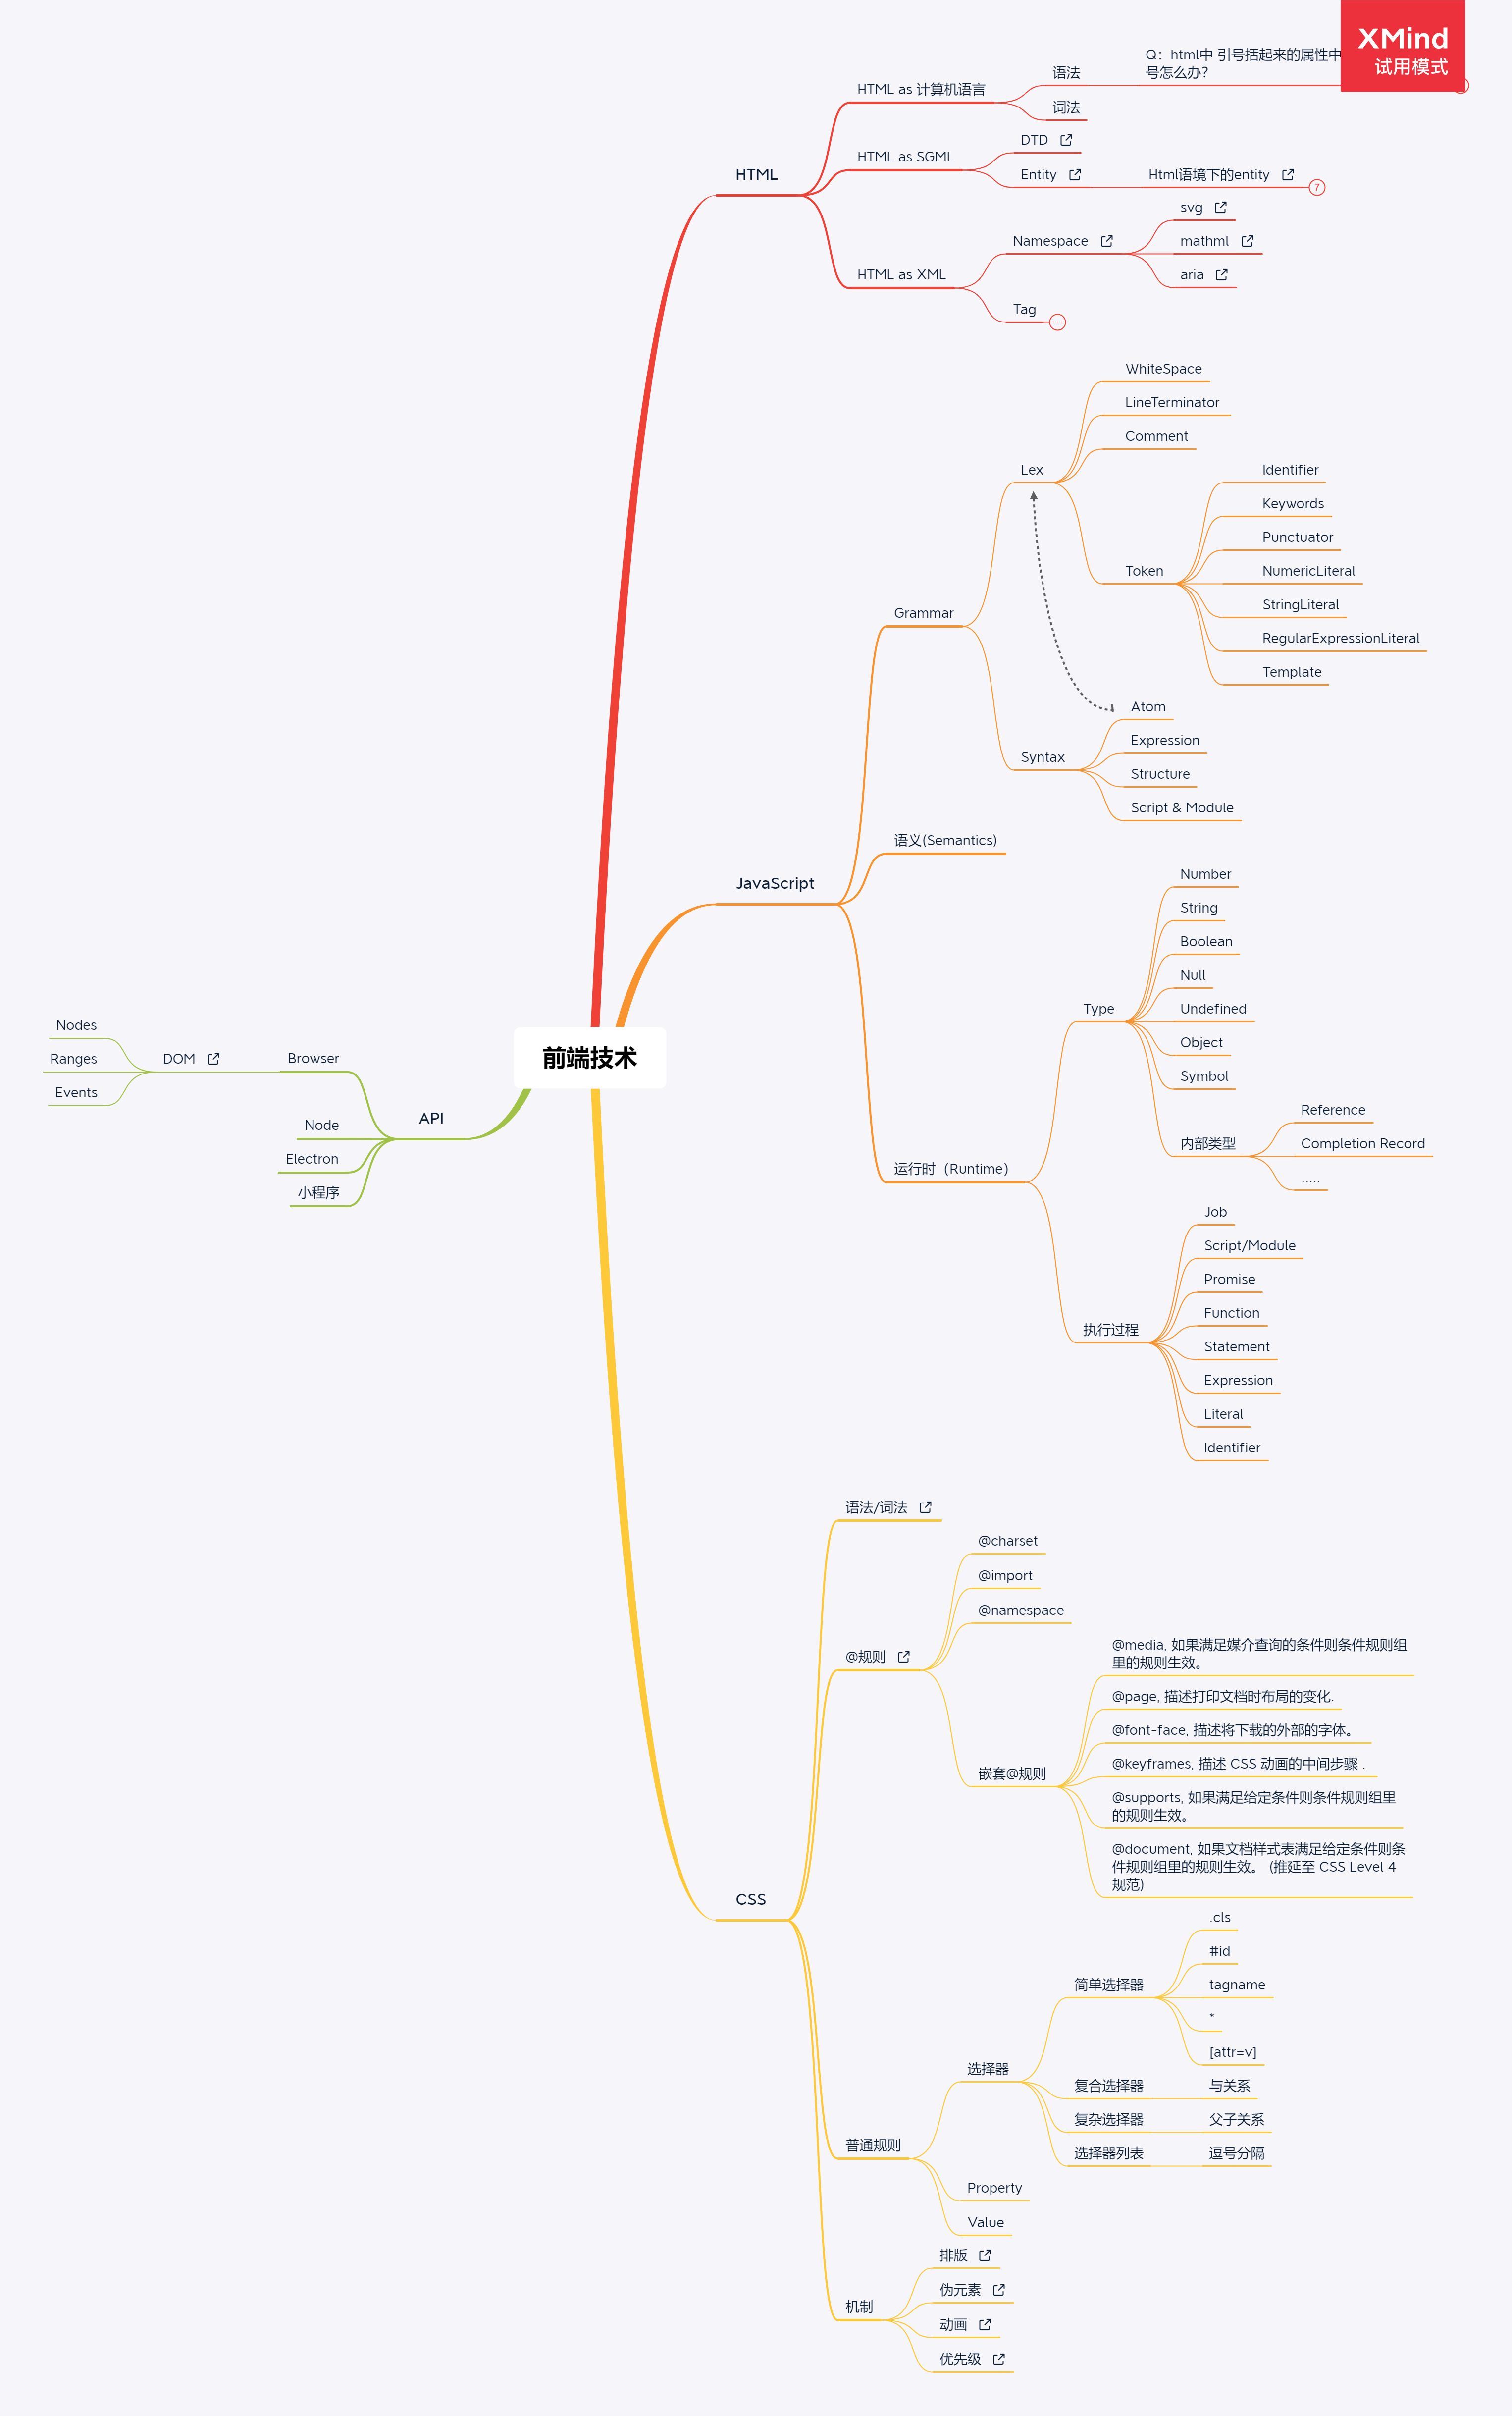 XMind
试用模式
Q：html中 引号括起来的属性中
号怎么办？
语法
HTML as 计算机语言
词法
DTD
HTML as SGML
Entity
Html语境下的entity
7
HTML
svg
Namespace
mathml
aria
HTML as XML
Tag
...
WhiteSpace
LineTerminator
Comment
Lex
Identifier
Keywords
Punctuator
Token
NumericLiteral
StringLiteral
RegularExpressionLiteral
Template
Grammar
Atom
Expression
Syntax
Structure
Script & Module
语义(Semantics)
JavaScript
Number
String
Boolean
Null
Type
Undefined
Object
Symbol
Reference
内部类型
Completion Record
.....
运行时（Runtime）
Job
Script/Module
Promise
Function
执行过程
Statement
Expression
Literal
Identifier
前端技术
Nodes
Ranges
Events
DOM
Browser
API
Node
Electron
小程序
语法/词法
@charset
@import
@namespace
@规则
@media, 如果满足媒介查询的条件则条件规则组
里的规则生效。
@page, 描述打印文档时布局的变化.
@font-face, 描述将下载的外部的字体。
嵌套@规则
@keyframes, 描述 CSS 动画的中间步骤 .
@supports, 如果满足给定条件则条件规则组里
的规则生效。
@document, 如果文档样式表满足给定条件则条
件规则组里的规则生效。 (推延至 CSS Level 4
规范)
CSS
.cls
#id
简单选择器
tagname
*
[attr=v]
选择器
复合选择器
与关系
复杂选择器
父子关系
选择器列表
逗号分隔
普通规则
Property
Value
排版
伪元素
机制
动画
优先级